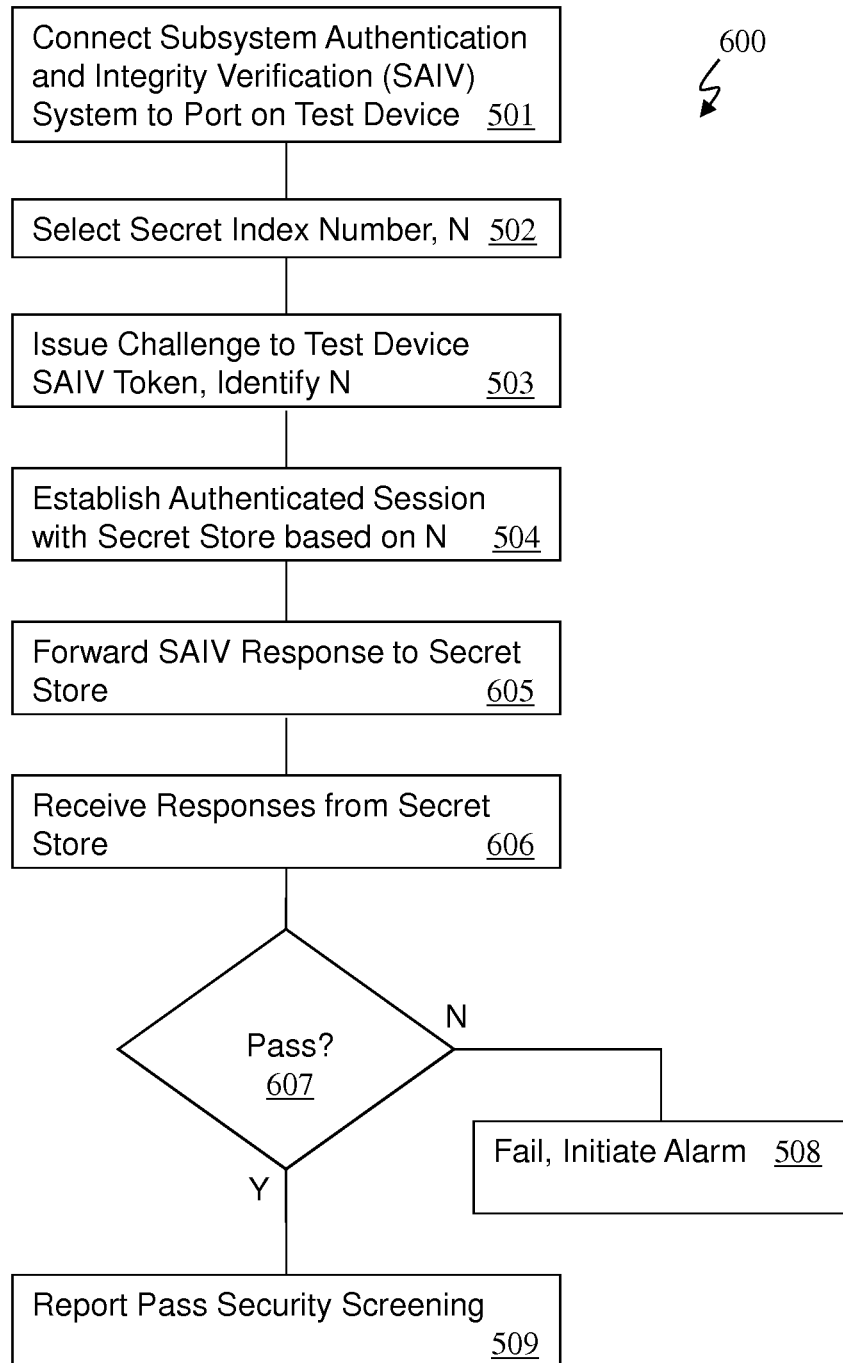 Connect Subsystem Authentication
and Integrity Verification (SAIV)
System to Port on Test Device 501
600
Select Secret Index Number, N 502
Issue Challenge to Test Device
SAIV Token, Identify N 503
Establish Authenticated Session
with Secret Store based on N 504
Forward SAIV Response to Secret
Store 605
Receive Responses from Secret
Store 606
Pass?
607
N
Fail, Initiate Alarm 508
Y
Report Pass Security Screening
509